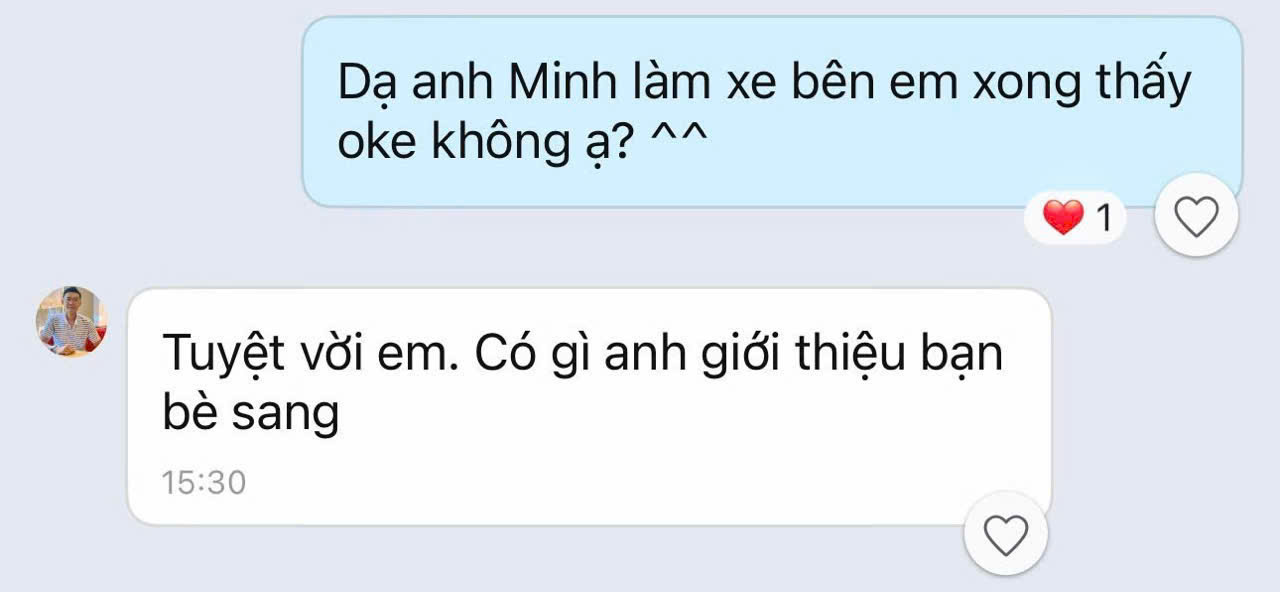 Dạ anh Minh làm xe bên em xong thấy
oke không ạ? ^^
1
Tuyệt vời em. Có gì anh giới thiệu bạn
bè sang
15:30